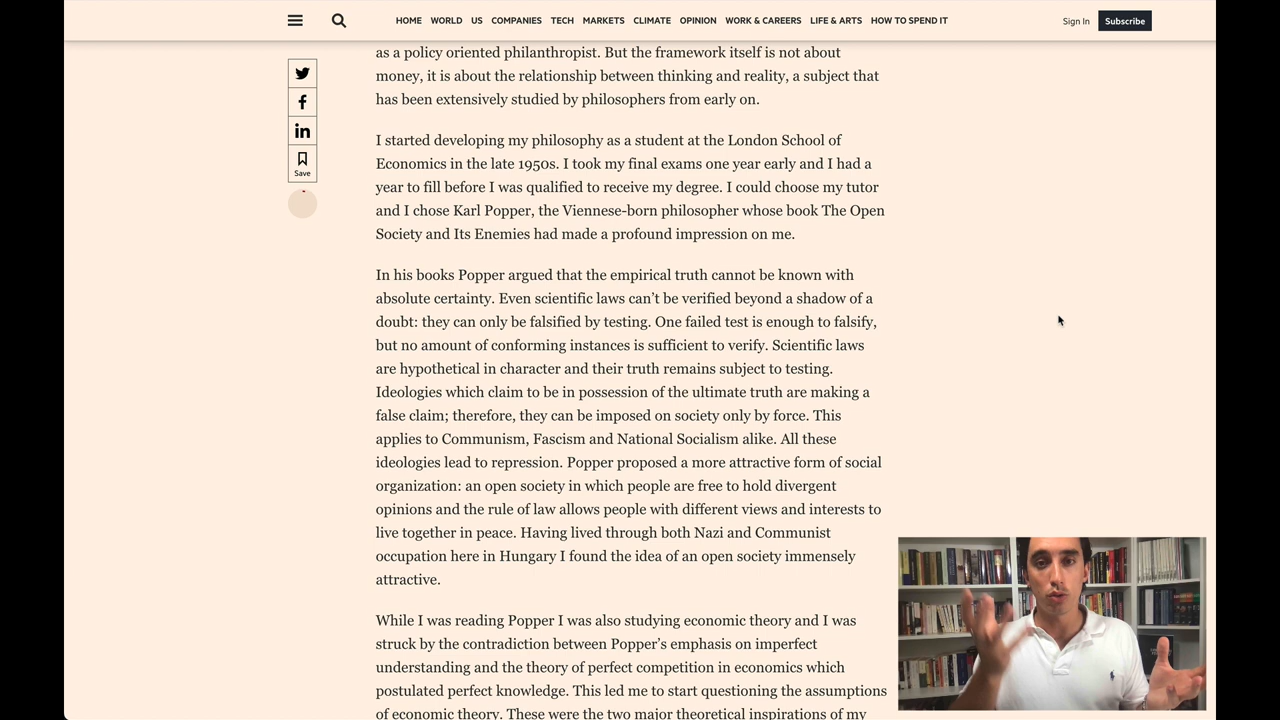 HOME WORLD US COMPANIES TECH MARKETS CLIMATE OPINION WORK & CAREERS LIFE & ARTS HOW TO SPEND IT Sign In Subscribe
Save
as a policy oriented philanthropist. But the framework itself is not about
money, it is about the relationship between thinking and reality, a subject that
has been extensively studied by philosophers from early on.
I started developing my philosophy as a student at the London School of
Economics in the late 1950s. I took my final exams one year early and I had a
year to fill before I was qualified to receive my degree. I could choose my tutor
and I chose Karl Popper, the Viennese-born philosopher whose book The Open
Society and Its Enemies had made a profound impression on me.
In his books Popper argued that the empirical truth cannot be known with
absolute certainty. Even scientific laws can’t be verified beyond a shadow of a
doubt: they can only be falsified by testing. One failed test is enough to falsify,
but no amount of conforming instances is sufficient to verify. Scientific laws
are hypothetical in character and their truth remains subject to testing.
Ideologies which claim to be in possession of the ultimate truth are making a
false claim; therefore, they can be imposed on society only by force. This
applies to Communism, Fascism and National Socialism alike. All these
ideologies lead to repression. Popper proposed a more attractive form of social
organization: an open society in which people are free to hold divergent
opinions and the rule of law allows people with different views and interests to
live together in peace. Having lived through both Nazi and Communist
occupation here in Hungary I found the idea of an open society immensely
attractive.
While I was reading Popper I was also studying economic theory and I was
struck by the contradiction between Popper’s emphasis on imperfect
understanding and the theory of perfect competition in economics which
postulated perfect knowledge. This led me to start questioning the assumptions
of economic theory. These were the two major theoretical inspirations of my